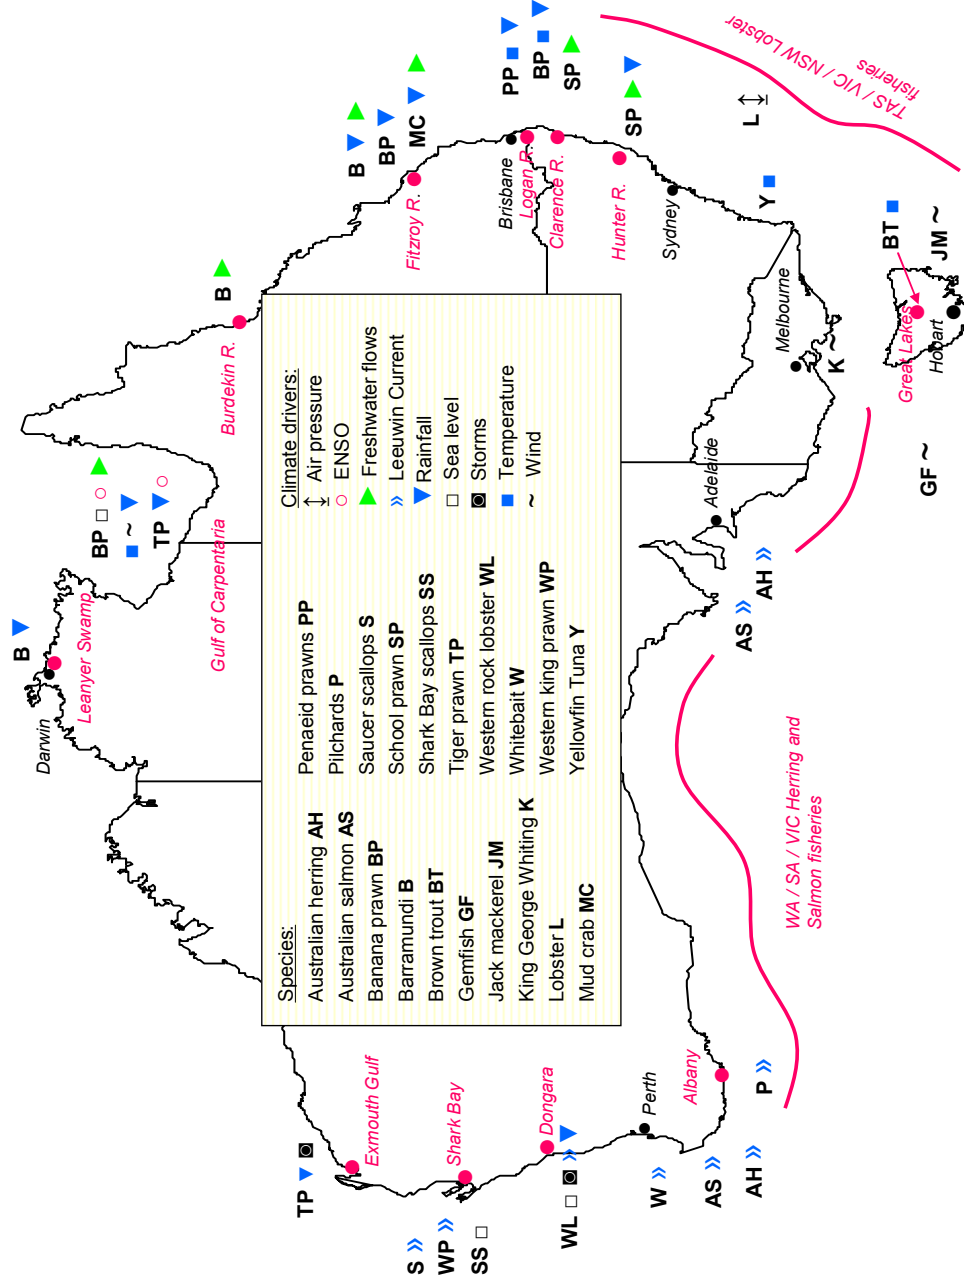 Species:
Australian herring AH
Australian salmon AS
Banana prawn BP
Barramundi B
Brown trout BT
Gemfish GF
Jack mackerel JM
King George Whiting K
Lobster L
Mud crab MC
Penaeid prawns PP
Pilchards P
Saucer scallops S
School prawn SP
Shark Bay scallops SS
Tiger prawn TP
Western rock lobster WL
Whitebait W
Western king prawn WP
Yellowfin Tuna Y
Climate drivers:
↕ Air pressure
○ ENSO
▲ Freshwater flows
» Leeuwin Current
▼ Rainfall
□ Sea level
◙ Storms
■ Temperature
~ Wind
B
Darwin
Leanyer Swamp
BP
~
TP
Gulf of Carpentaria
B
Burdekin R.
B
BP
MC
Fitzroy R.
PP
BP
SP
Brisbane
Logan R.
Clarence R.
SP
Hunter R.
Sydney
L
Y
TAS / VIC / NSW Lobster
fisheries
Melbourne
K ~
BT
Great Lakes
Hobart
JM ~
GF ~
Adelaide
AH »
AS »
WA / SA / VIC Herring and
Salmon fisheries
Albany
P »
Perth
W »
AS »
AH »
Dongara
WL
Shark Bay
S »
WP »
SS
Exmouth Gulf
TP